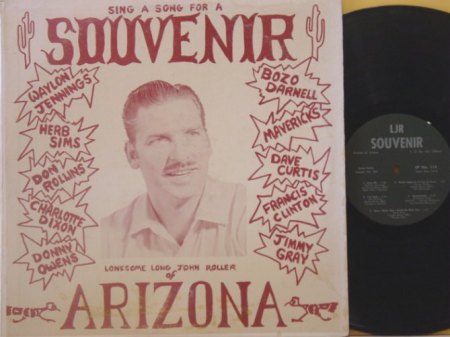 SING A SONG FOR A
SOUVENIR
WAYLON
JENNINGS
HERB
SIMS
DON
ROLLINS
CHARLOTTE
DIXON
DONNY
OWENS
BOZO
DARNELL
MAVERICKS
DAVE
CURTIS
FRANCIS
CLINTON
JIMMY
GRAY
LONESOME LONG JOHN ROLLER
of
ARIZONA
LJR
SOUVENIR